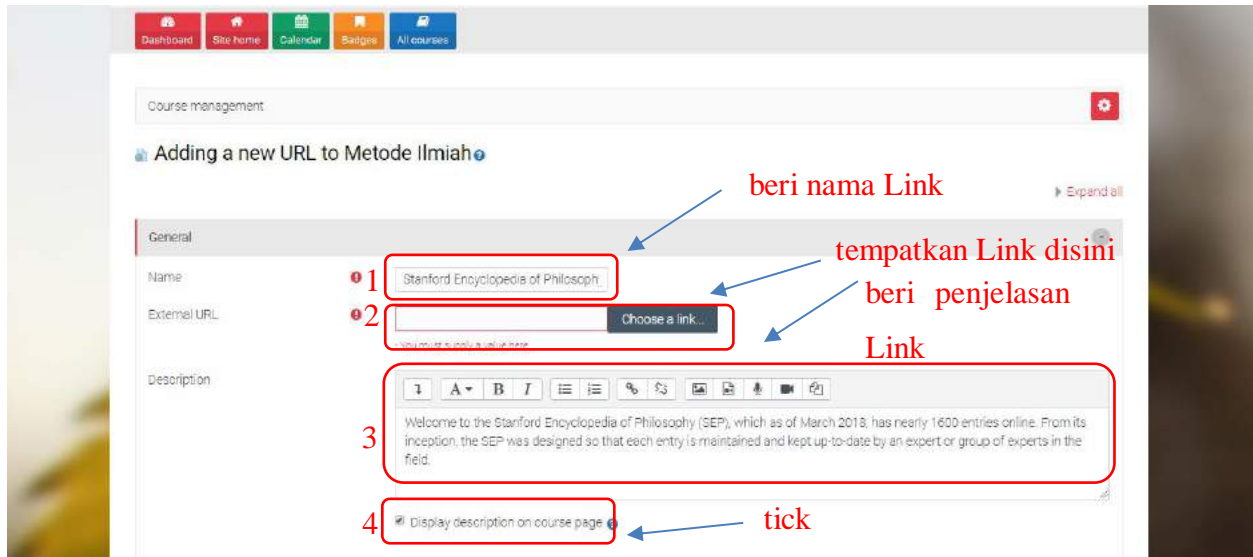 Dashboard Site home Calendar Badges All courses
Course management
Adding a new URL to Metode Ilmiah
beri nama Link
Expand all
General
tempatkan Link disini
Name 1 Stanford Encyclopedia of Philosoph
beri penjelasan
External URL 2 Choose a link...
Link
- You must supply a value here.
Description
A B I
3 Welcome to the Stanford Encyclopedia of Philosophy (SEP), which as of March 2018, has nearly 1600 entries online. From its
inception, the SEP was designed so that each entry is maintained and kept up-to-date by an expert or group of experts in the
field.
4 Display description on course page
tick